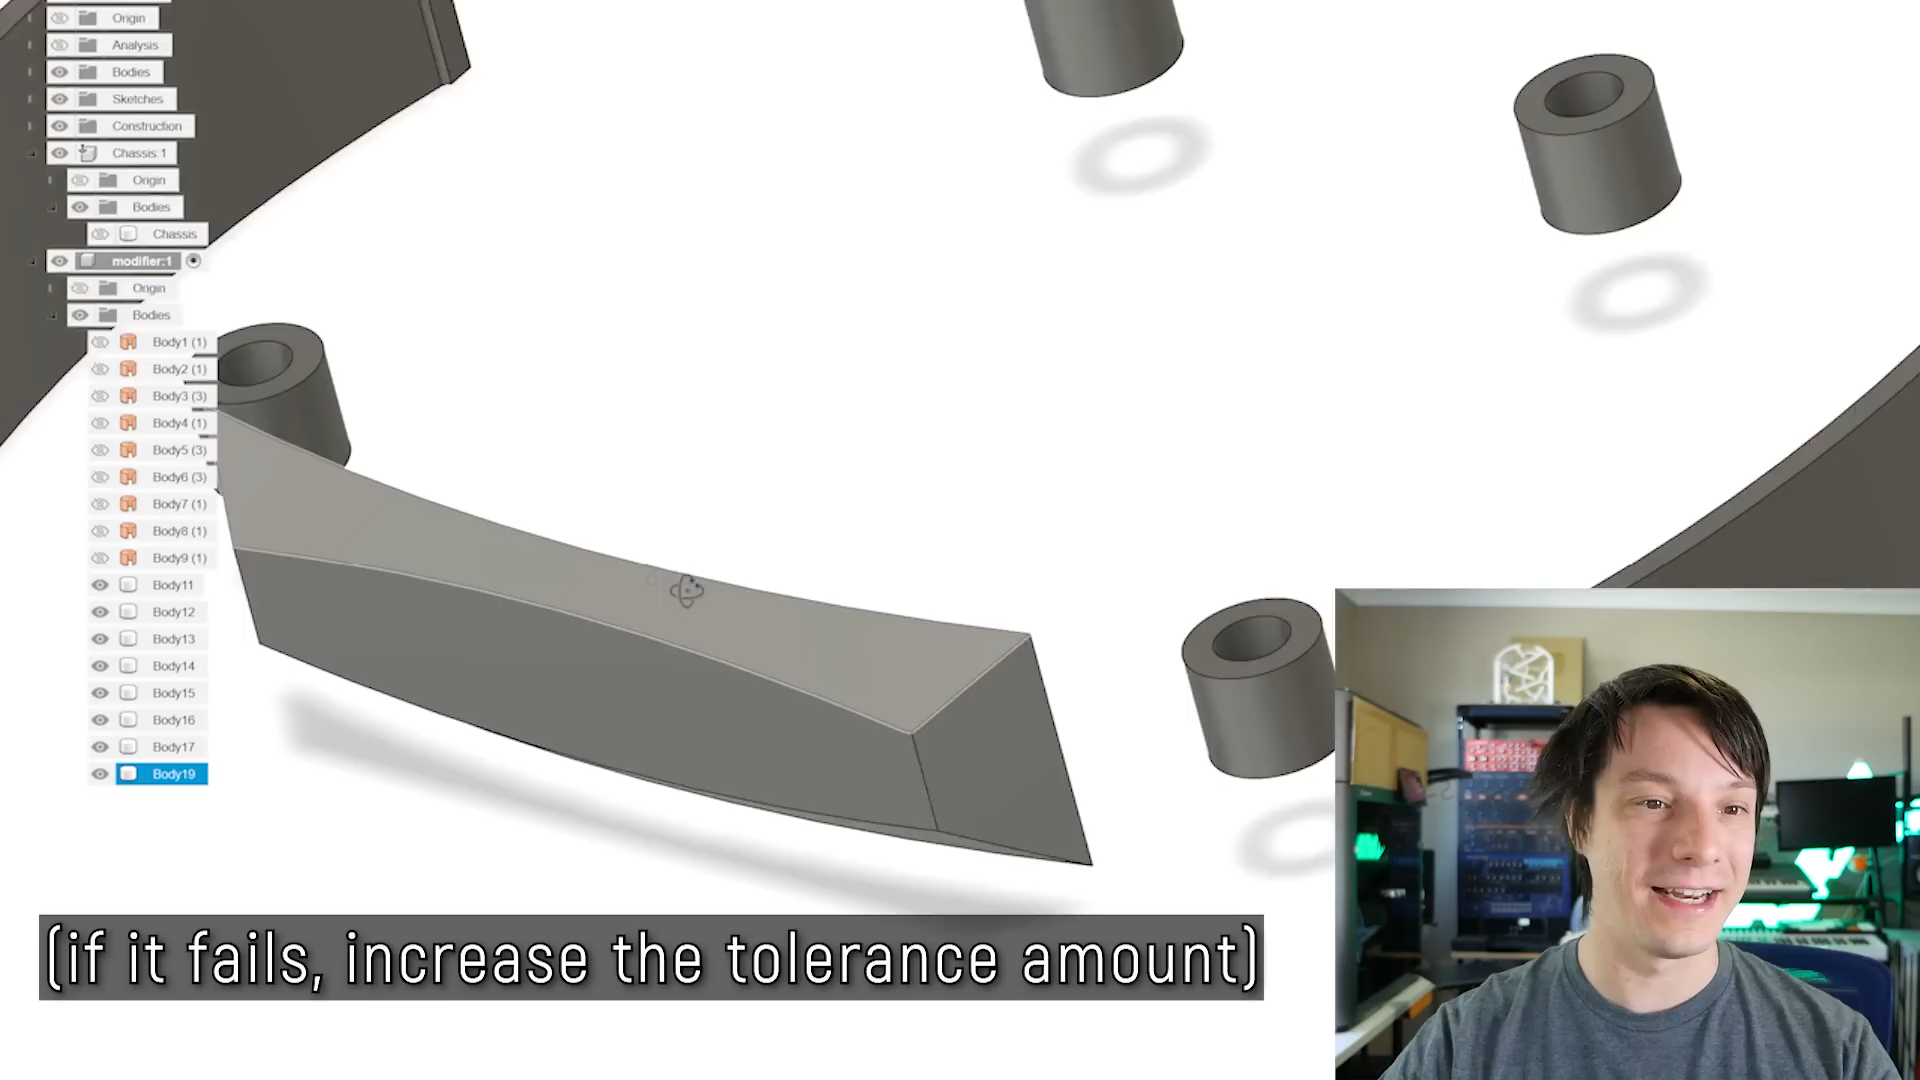 Origin
Analysis
Bodies
Sketches
Construction
Chassis:1
Origin
Bodies
Chassis
modifier:1
Origin
Bodies
Body1 (1)
Body2 (1)
Body3 (3)
Body4 (1)
Body5 (3)
Body6 (3)
Body7 (1)
Body8 (1)
Body9 (1)
Body11
Body12
Body13
Body14
Body15
Body16
Body17
Body19
(if it fails, increase the tolerance amount)